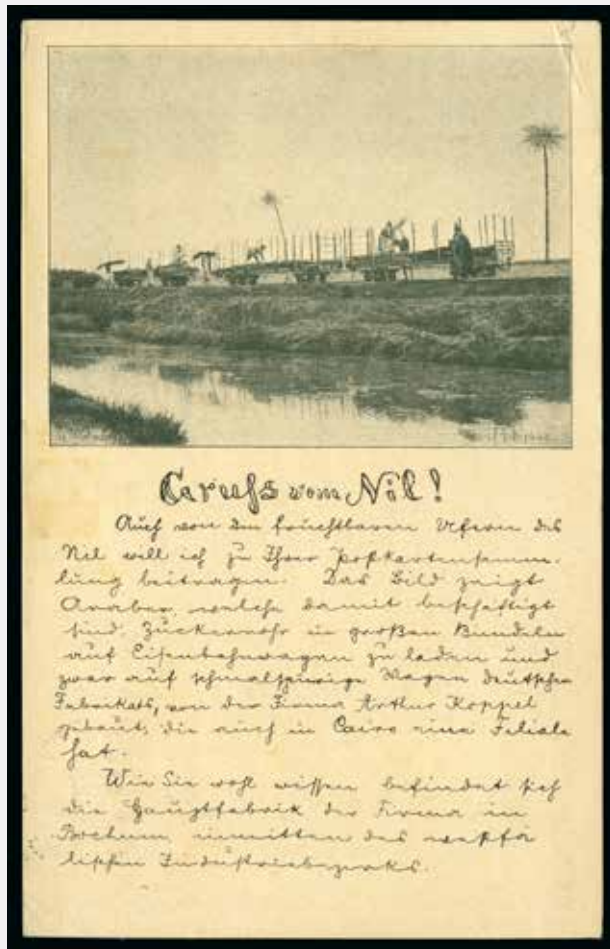 Gruss vom Nil!
Auch von den fruchtbaren Ufern des
Nil will ich zu Ihrer Postkartensamm-
lung beitragen. Das Bild zeigt
Araber, welche damit beschäftigt
sind, Zuckerrohr in großen Bündeln
auf Eisenbahnwagen zu laden und
zwar auf schmalspurige Wagen deutschen
Fabrikats, von der Firma Arthur Koppel
gebaut, die auch in Cairo eine Filiale
hat.
Wie Sie wohl wissen befindet sich
die Hauptfabrik der Firma in
Bochum inmitten des westfä
lischen Industriebezirks.